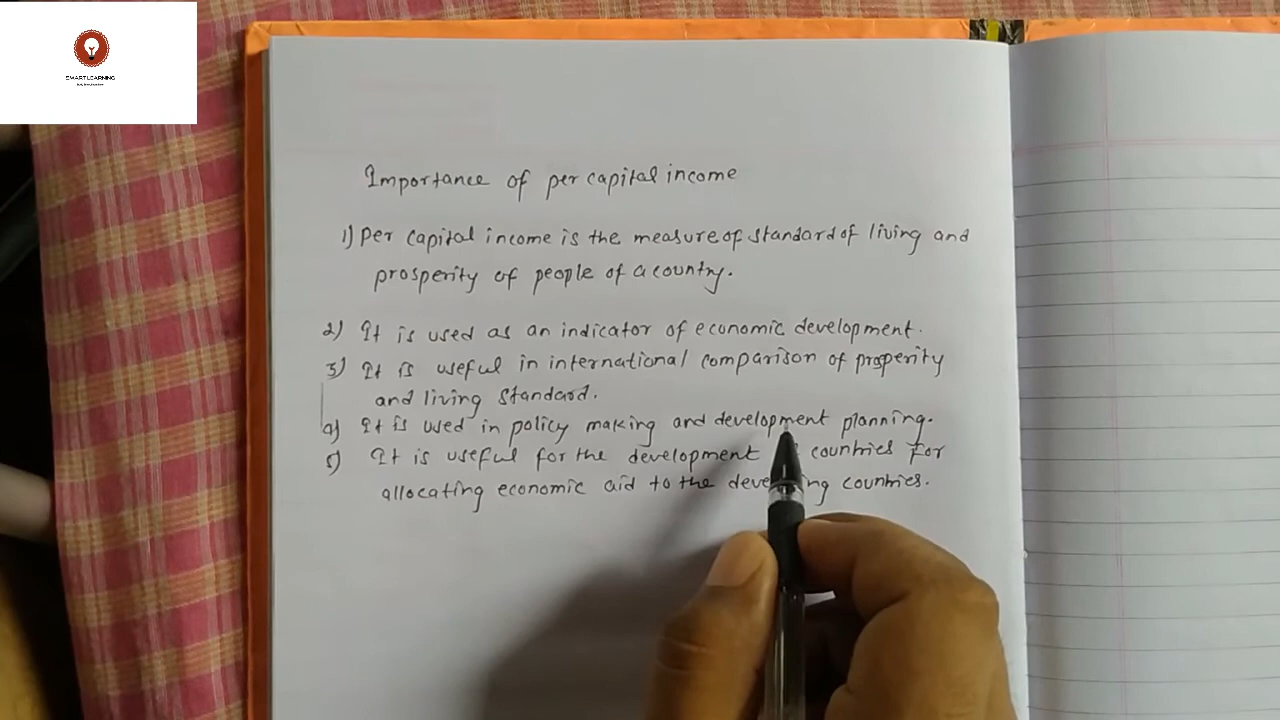 SMART LEARNING
Importance of per capital income
1) Per capital income is the measure of standard of living and
prosperity of people of a country.
2) It is used as an indicator of economic development.
3) It is useful in international comparison of prosperity
and living standard.
4) It is used in policy making and development planning.
5) It is useful for the development countries for
allocating economic aid to the countries.